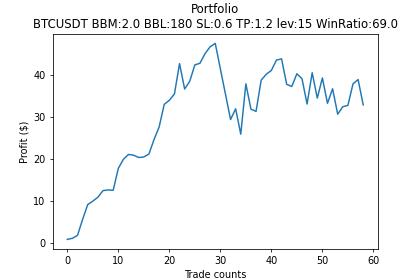 Portfolio
BTCUSDT BBM:2.0 BBL:180 SL:0.6 TP:1.2 lev:15 WinRatio:69.0
Profit ($)
40
30
20
10
0
0 10 20 30 40 50 60
Trade counts